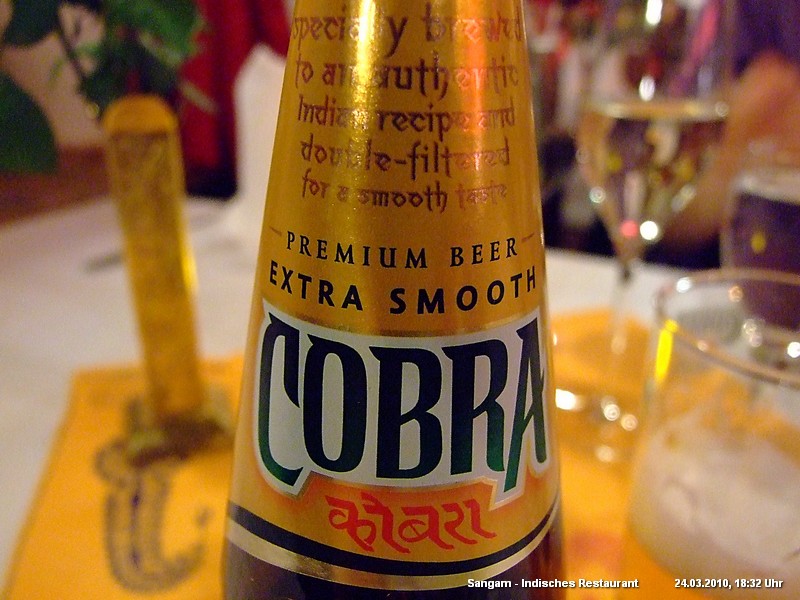 specially brewed
to an authentic
Indian recipe and
double-filtered
for a smooth taste
PREMIUM BEER
EXTRA SMOOTH
COBRA
कोबरा
Sangam - Indisches Restaurant 24.03.2010, 18:32 Uhr